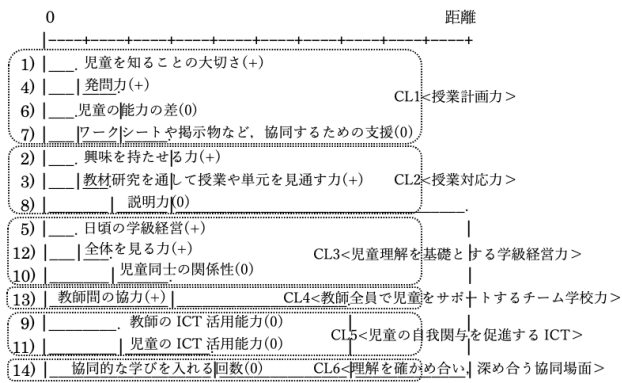 0 距離
1) 児童を知ることの大切さ(+)
4) 発問力(+)
CL1<授業計画力>
6) 児童の能力の差(0)
7) ワークシートや掲示物など、協同するための支援(0)
2) 興味を持たせる力(+)
3) 教材研究を通して授業や単元を見通す力(+) CL2<授業対応力>
8) 説明力(0)
5) 日頃の学級経営(+)
12) 全体を見る力(+) CL3<児童理解を基礎とする学級経営力>
10) 児童同士の関係性(0)
13) 教師間の協力(+) CL4<教師全員で児童をサポートするチーム学校力>
9) 教師の ICT 活用能力(0)
CL5<児童の自我関与を促進する ICT>
11) 児童の ICT 活用能力(0)
14) 協同的な学びを入れる回数(0) CL6<理解を確かめ合い、深め合う協同場面>